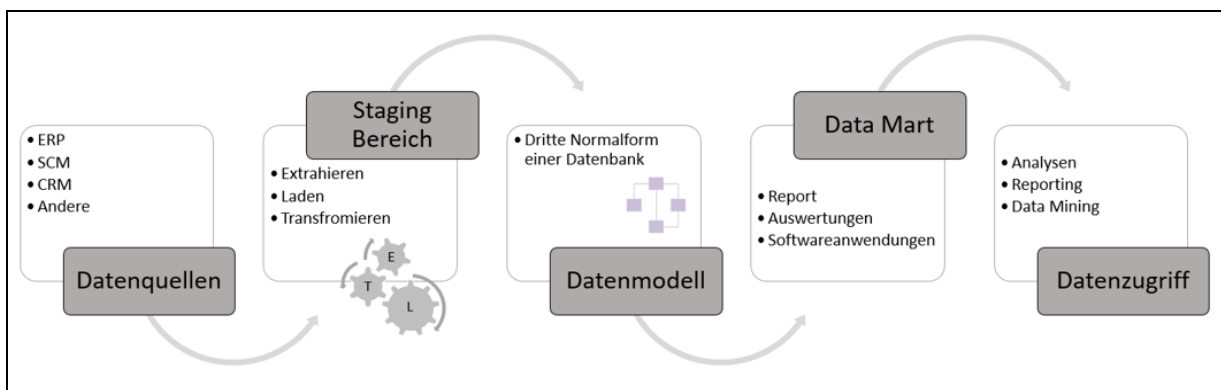 • ERP
• SCM
• CRM
• Andere
Datenquellen
Staging
Bereich
• Extrahieren
• Laden
• Transfromieren
E
T
L
• Dritte Normalform
einer Datenbank
Datenmodell
Data Mart
• Report
• Auswertungen
• Softwareanwendungen
• Analysen
• Reporting
• Data Mining
Datenzugriff